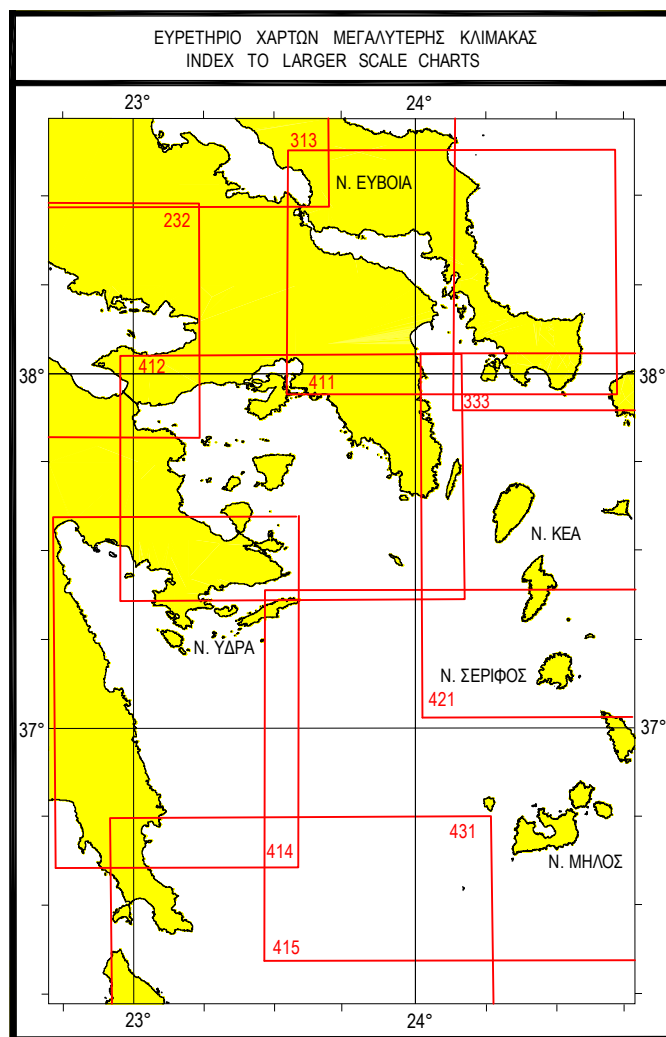 ΕΥΡΕΤΗΡΙΟ ΧΑΡΤΩΝ ΜΕΓΑΛΥΤΕΡΗΣ ΚΛΙΜΑΚΑΣ
INDEX TO LARGER SCALE CHARTS
23° 24°
313
Ν. ΕΥΒΟΙΑ
232
412
411
38° 38°
333
Ν. ΚΕΑ
Ν. ΥΔΡΑ
Ν. ΣΕΡΙΦΟΣ
421
37° 37°
431
414
Ν. ΜΗΛΟΣ
415
23° 24°